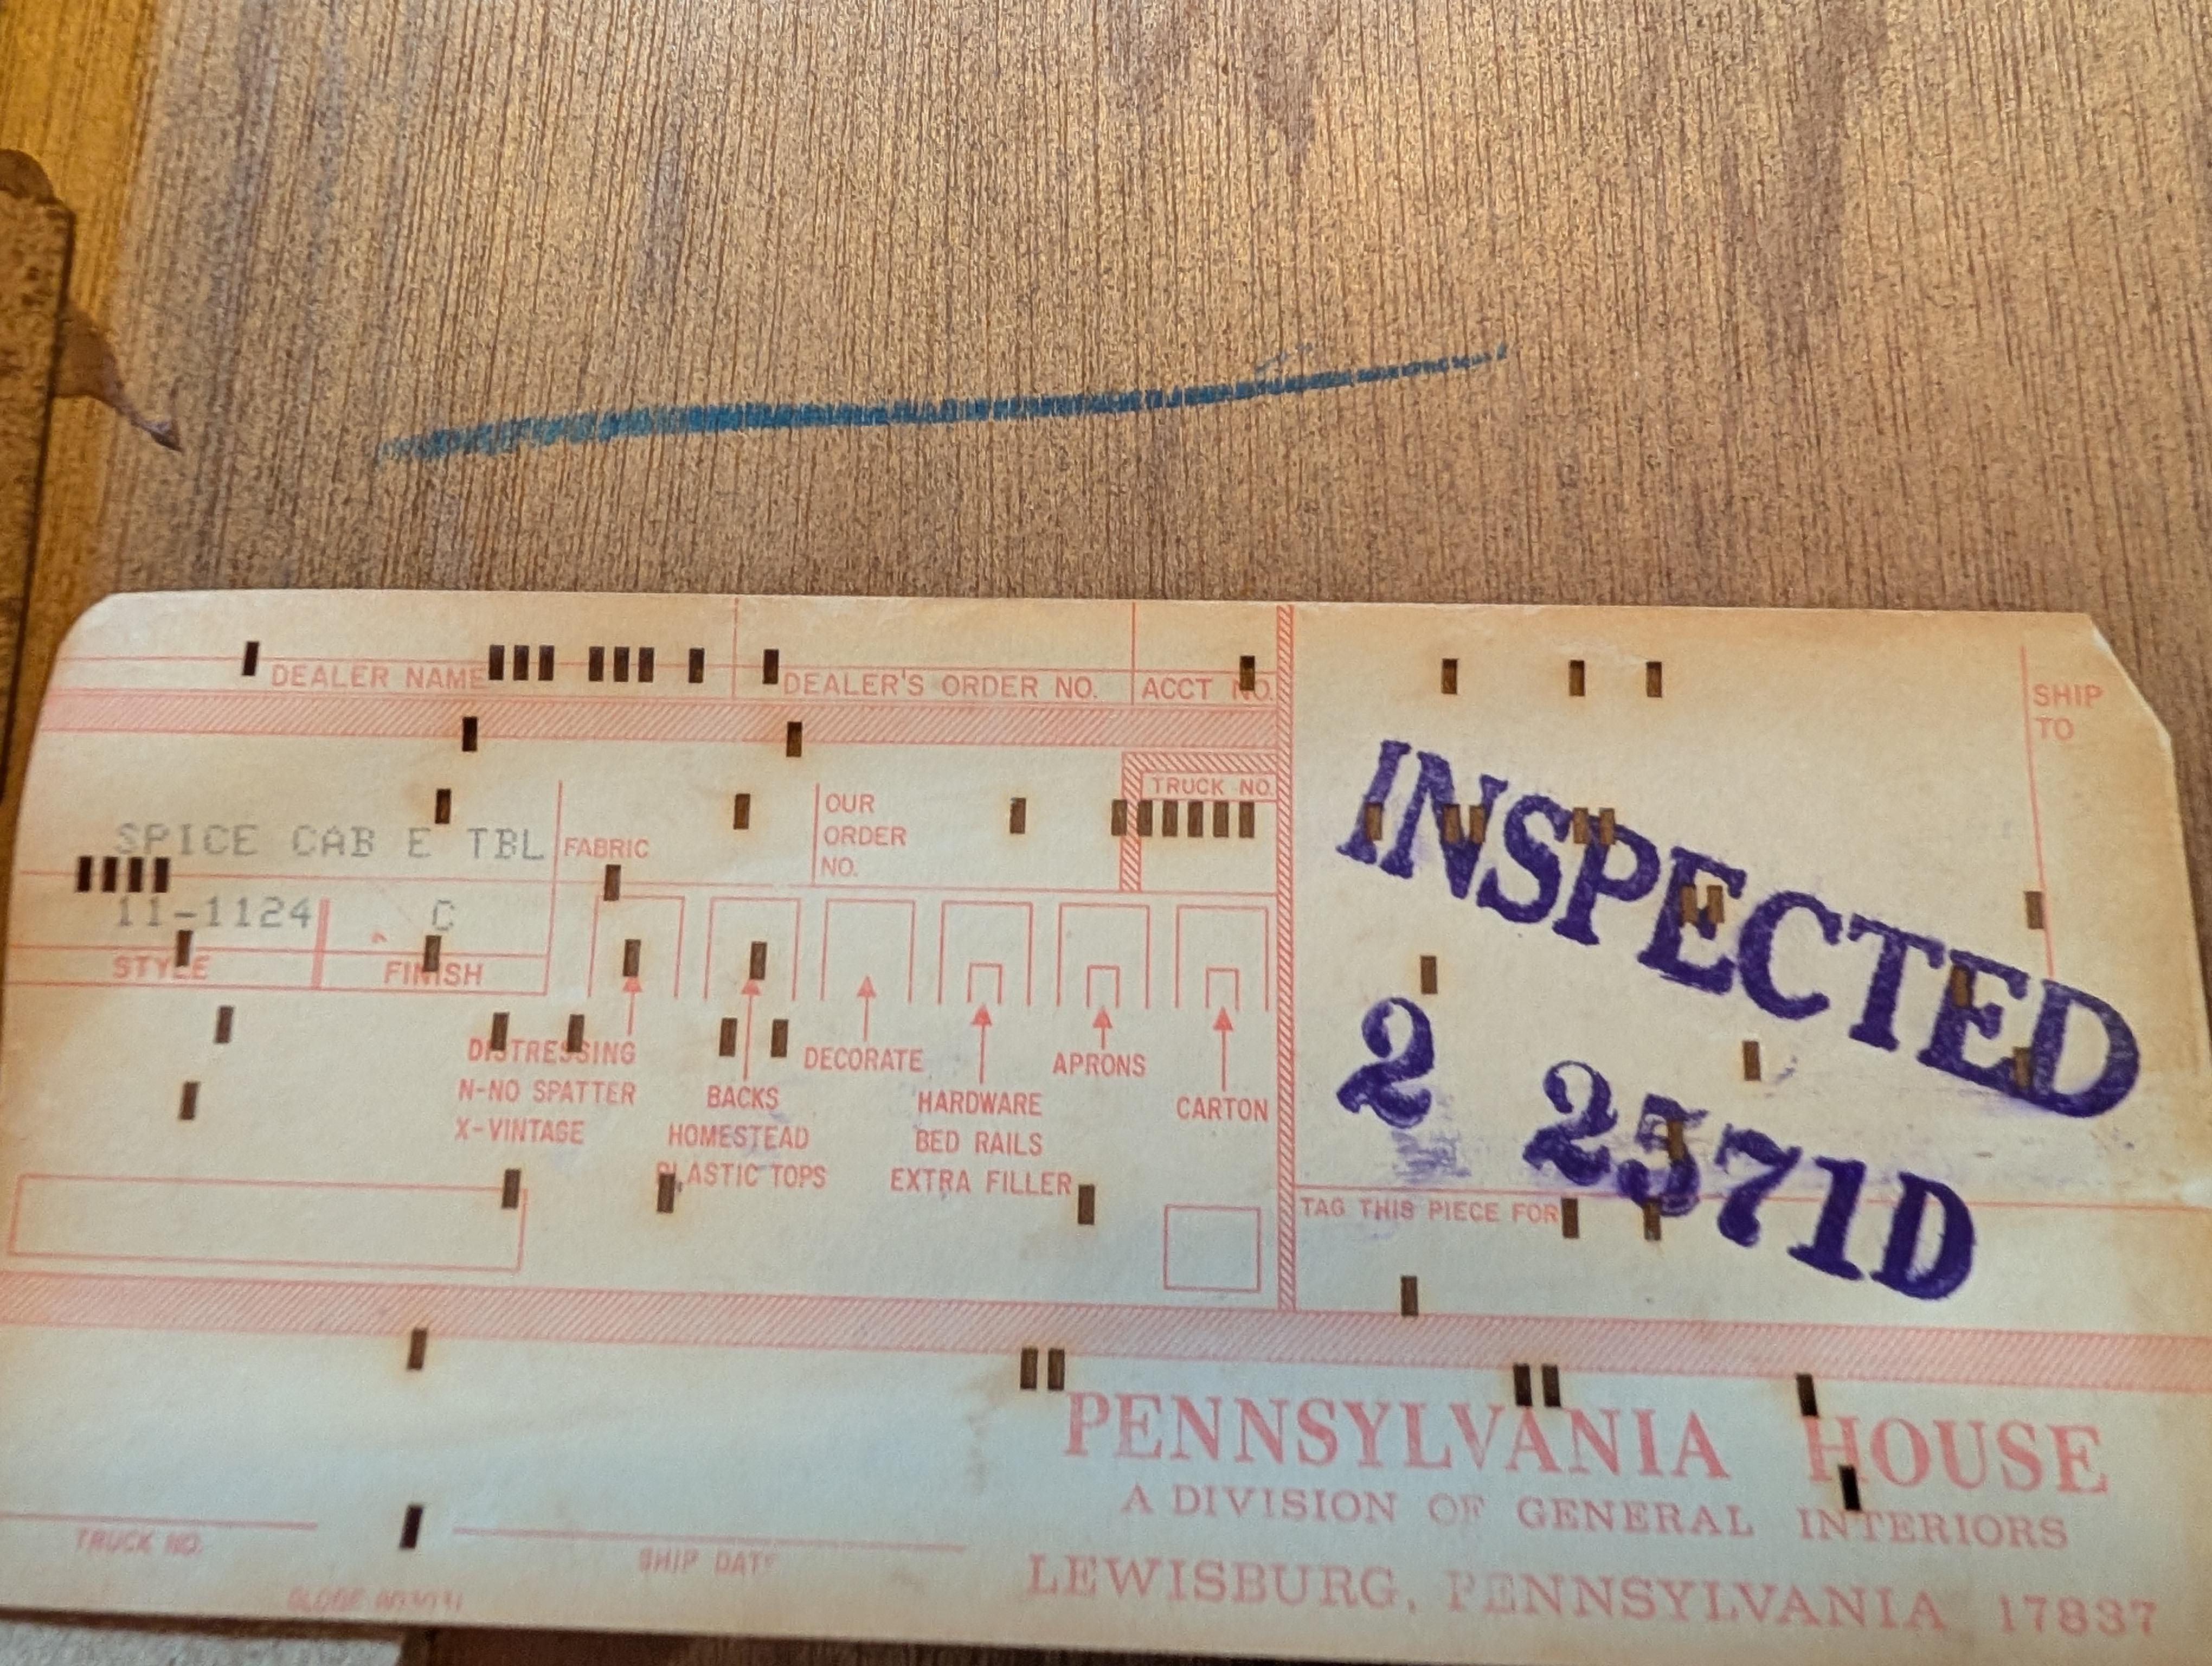 DEALER NAME
DEALER'S ORDER NO.
ACCT NO.
SHIP
TO
SPICE CAB E TBL
FABRIC
OUR
ORDER
NO.
TRUCK NO.
11-1124
C
STYLE
FINISH
DISTRESSING
N-NO SPATTER
X-VINTAGE
BACKS
HOMESTEAD
PLASTIC TOPS
DECORATE
HARDWARE
BED RAILS
EXTRA FILLER
APRONS
CARTON
INSPECTED
2 2571D
TAG THIS PIECE FOR
PENNSYLVANIA HOUSE
A DIVISION OF GENERAL INTERIORS
LEWISBURG, PENNSYLVANIA 17837
TRUCK NO.
SHIP DATE
GLOBE